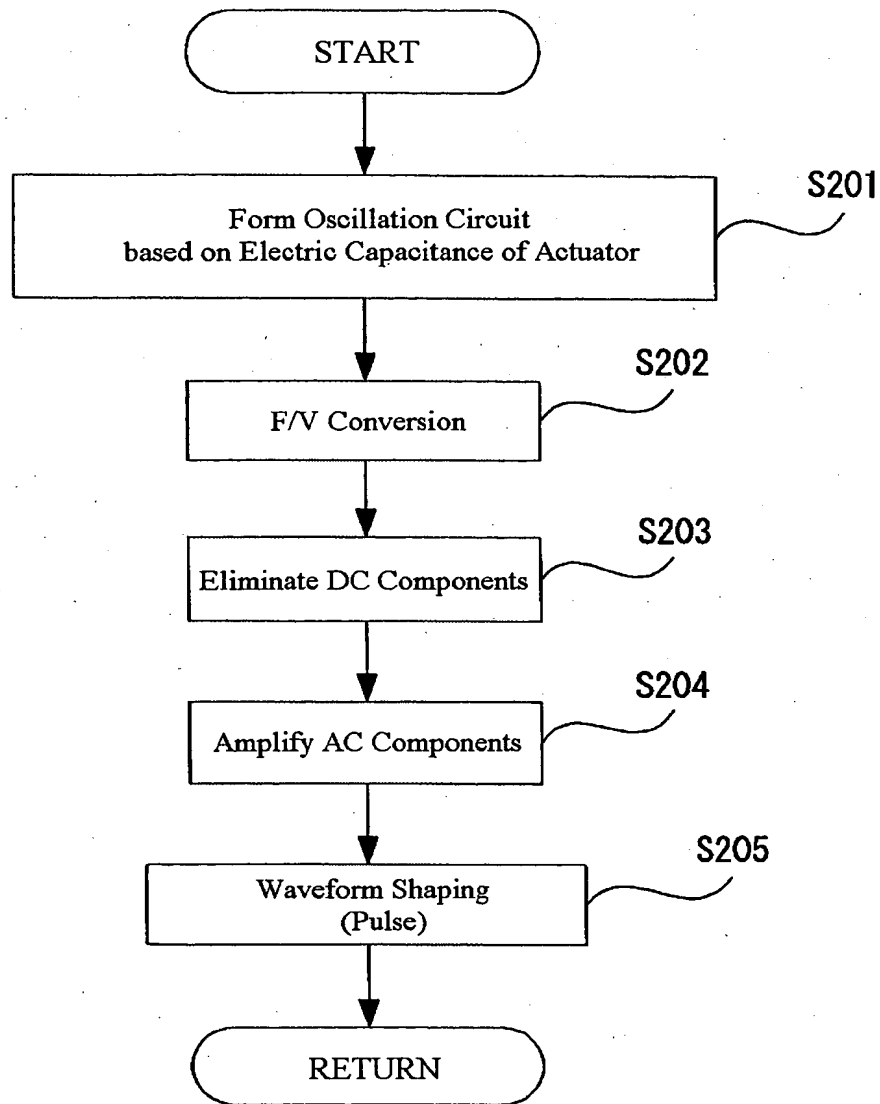 START
Form Oscillation Circuit
based on Electric Capacitance of Actuator
S201
F/V Conversion
S202
Eliminate DC Components
S203
Amplify AC Components
S204
Waveform Shaping
(Pulse)
S205
RETURN